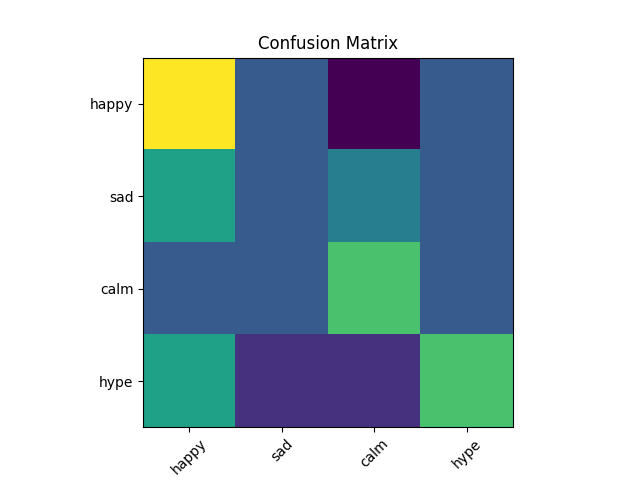 Confusion Matrix
happy
sad
calm
hype
happy sad calm hype